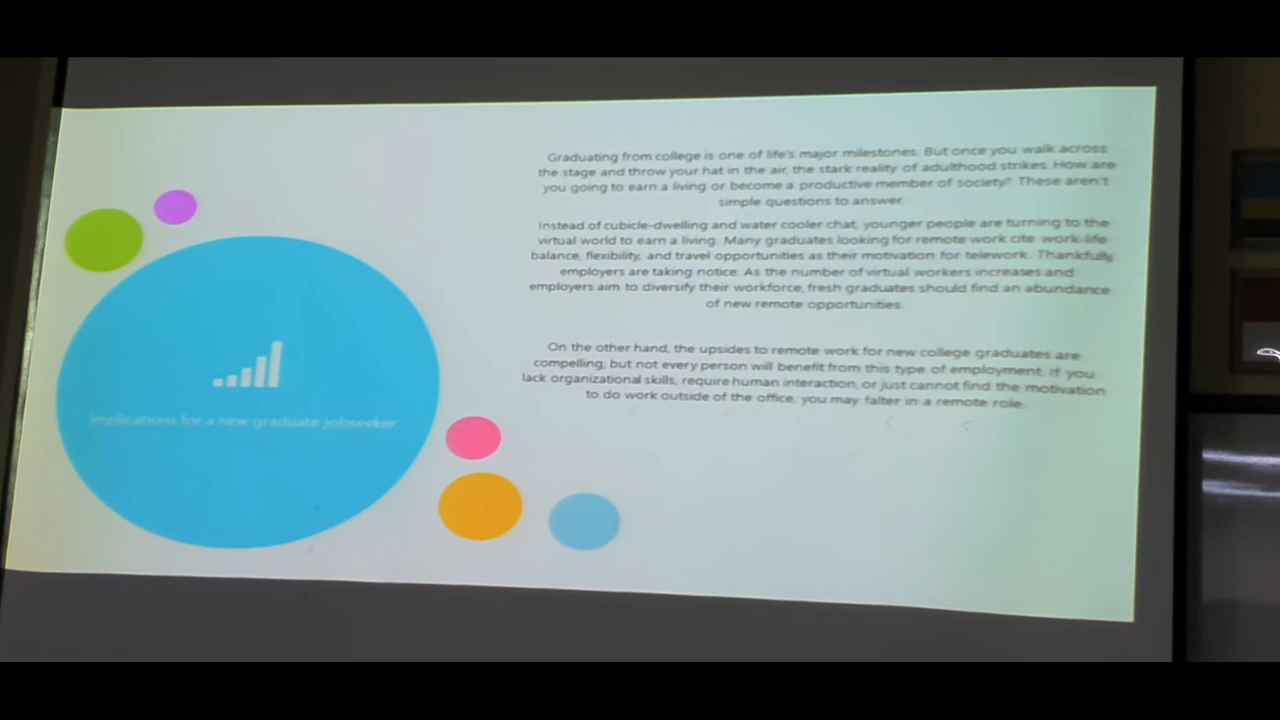 Graduating from college is one of life's major milestones. But once you walk across
the stage and throw your hat in the air, the stark reality of adulthood strikes. How are
you going to earn a living or become a productive member of society? These aren't
simple questions to answer.
Instead of cubicle-dwelling and water cooler chat, younger people are turning to the
virtual world to earn a living. Many graduates looking for remote work cite work-life
balance, flexibility, and travel opportunities as their motivation for telework. Thankfully,
employers are taking notice. As the number of virtual workers increases and
employers aim to diversify their workforce, fresh graduates should find an abundance
of new remote opportunities.
On the other hand, the upsides to remote work for new college graduates are
compelling, but not every person will benefit from this type of employment. If you
lack organizational skills, require human interaction, or just cannot find the motivation
to do work outside of the office, you may falter in a remote role.
Implications for a new graduate jobseeker